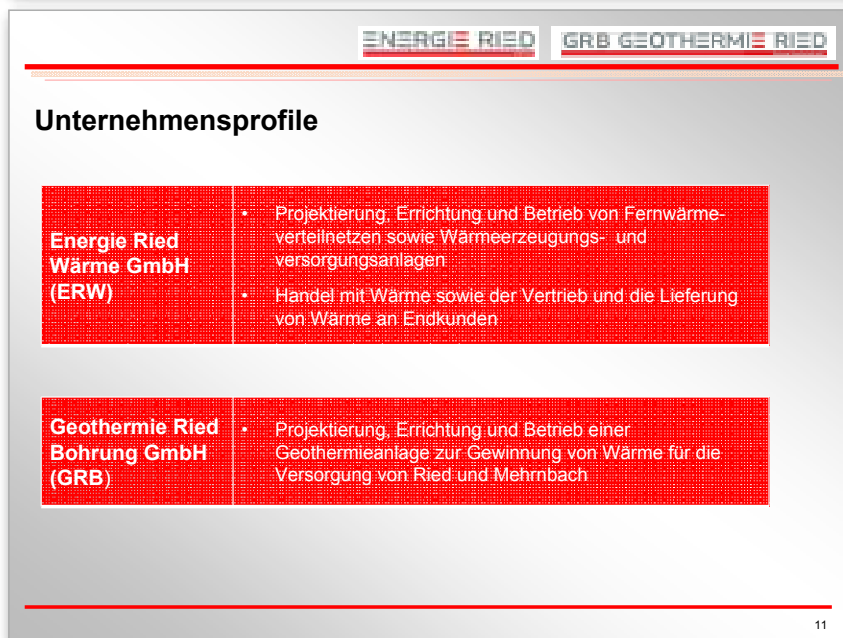 ENERGIE RIED GRB GEOTHERMIE RIED
Unternehmensprofile
Energie Ried
Wärme GmbH
(ERW)
• Projektierung, Errichtung und Betrieb von Fernwärme-
verteilnetzen sowie Wärmeerzeugungs- und
versorgungsanlagen
• Handel mit Wärme sowie der Vertrieb und die Lieferung
von Wärme an Endkunden
Geothermie Ried
Bohrung GmbH
(GRB)
• Projektierung, Errichtung und Betrieb einer
Geothermieanlage zur Gewinnung von Wärme für die
Versorgung von Ried und Mehrnbach
11